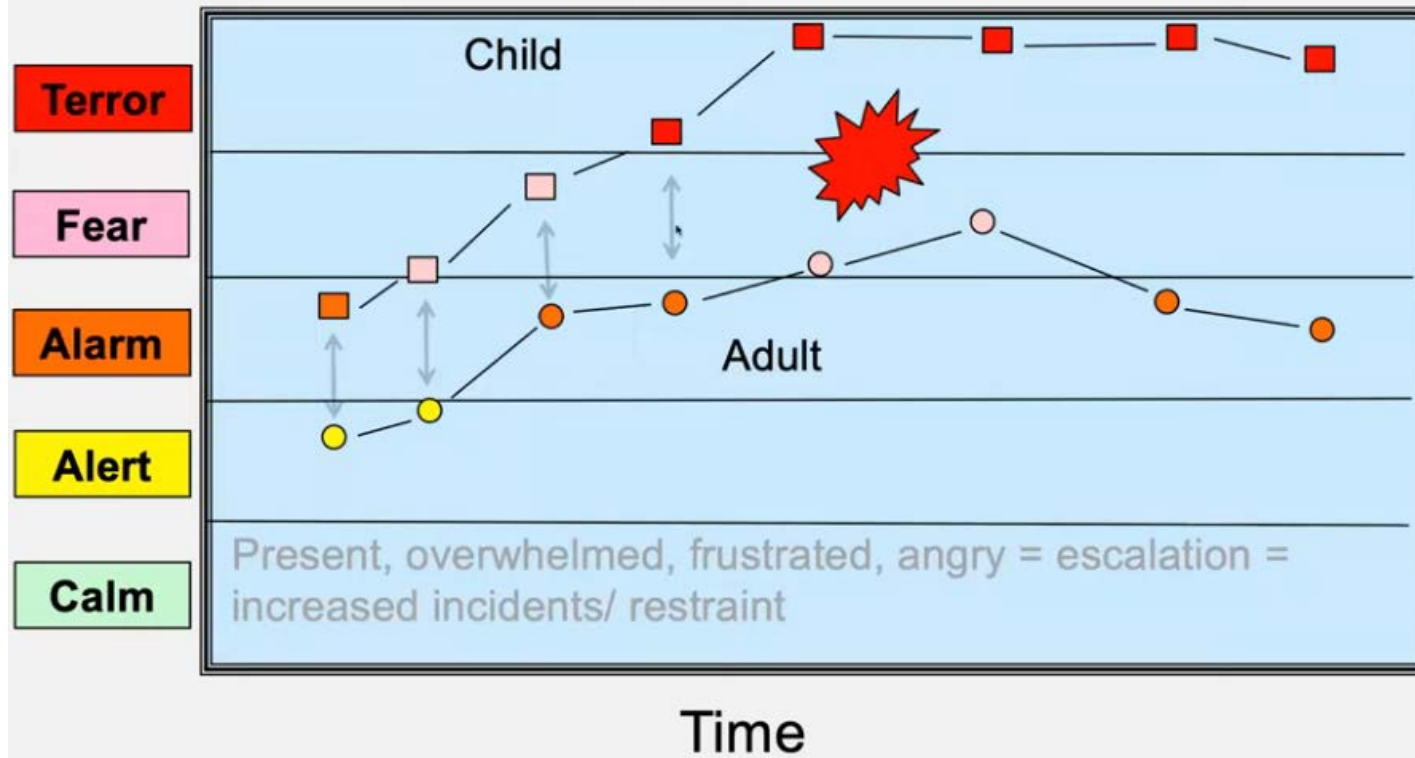 Child
Terror
Fear
Alarm
Adult
Alert
Calm
Present, overwhelmed, frustrated, angry = escalation =
increased incidents/ restraint
Time